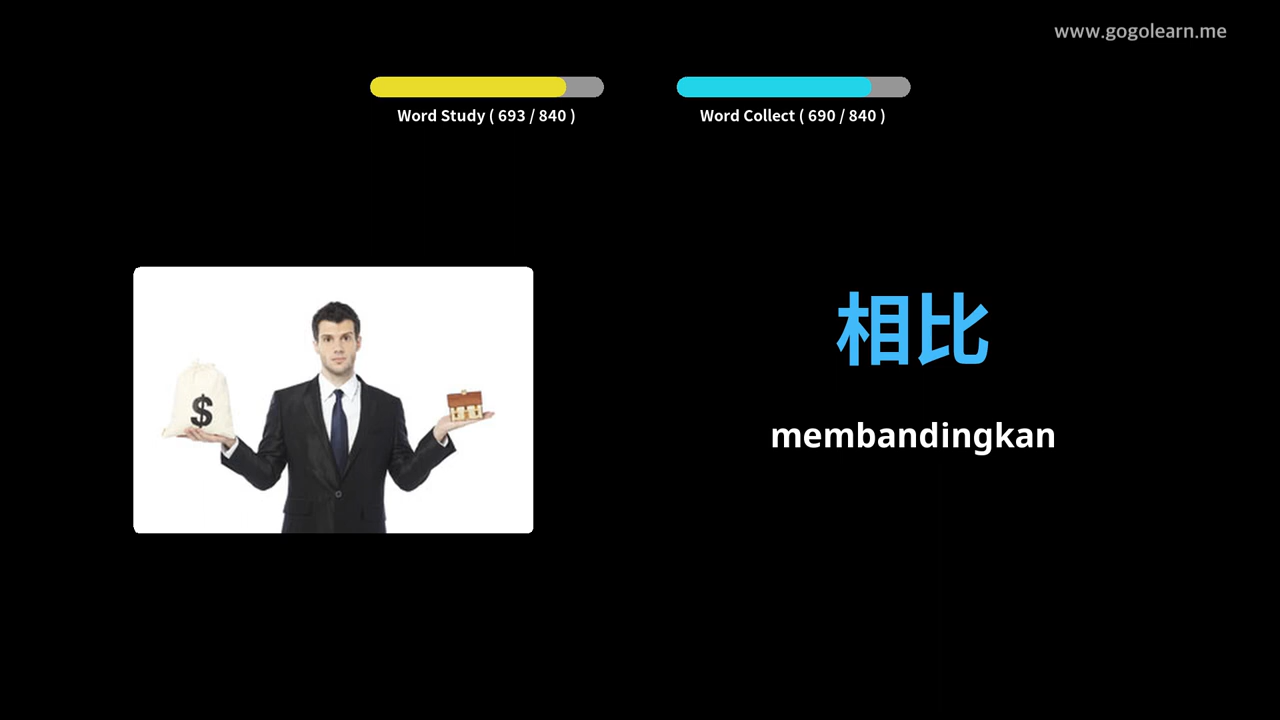 www.gogolearn.me
Word Study ( 693 / 840 )
Word Collect ( 690 / 840 )
相比
membandingkan
$